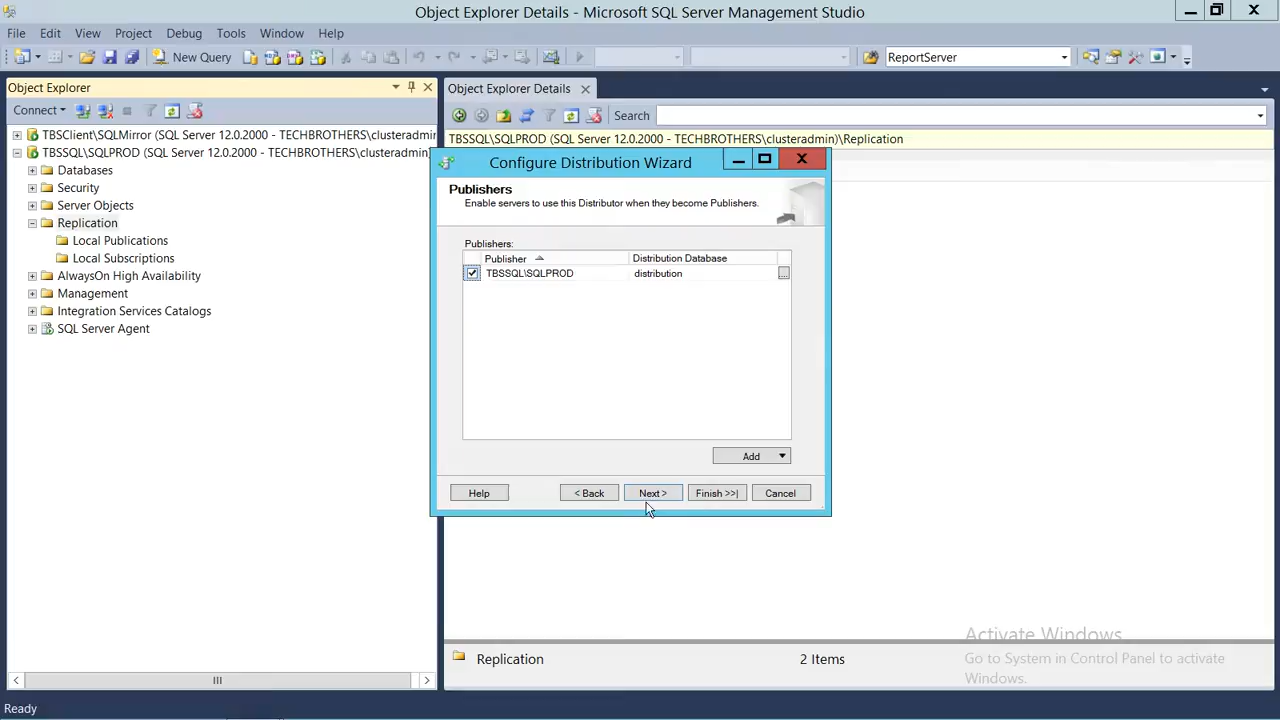 Object Explorer Details - Microsoft SQL Server Management Studio
File Edit View Project Debug Tools Window Help
New Query
ReportServer
Object Explorer
Object Explorer Details
Connect
Search
TBSClient\SQLMirror (SQL Server 12.0.2000 - TECHBROTHERS\clusteradmin
TBSSQL\SQLPROD (SQL Server 12.0.2000 - TECHBROTHERS\clusteradmin)\Replication
TBSSQL\SQLPROD (SQL Server 12.0.2000 - TECHBROTHERS\clusteradmin)
Databases
Security
Server Objects
Replication
Local Publications
Local Subscriptions
AlwaysOn High Availability
Management
Integration Services Catalogs
SQL Server Agent
Configure Distribution Wizard
Publishers
Enable servers to use this Distributor when they become Publishers.
Publishers:
Publisher Distribution Database
TBSSQL\SQLPROD distribution ...
Add
Help < Back Next > Finish >>| Cancel
Activate Windows
Go to System in Control Panel to activate
Windows.
Replication 2 Items
Ready